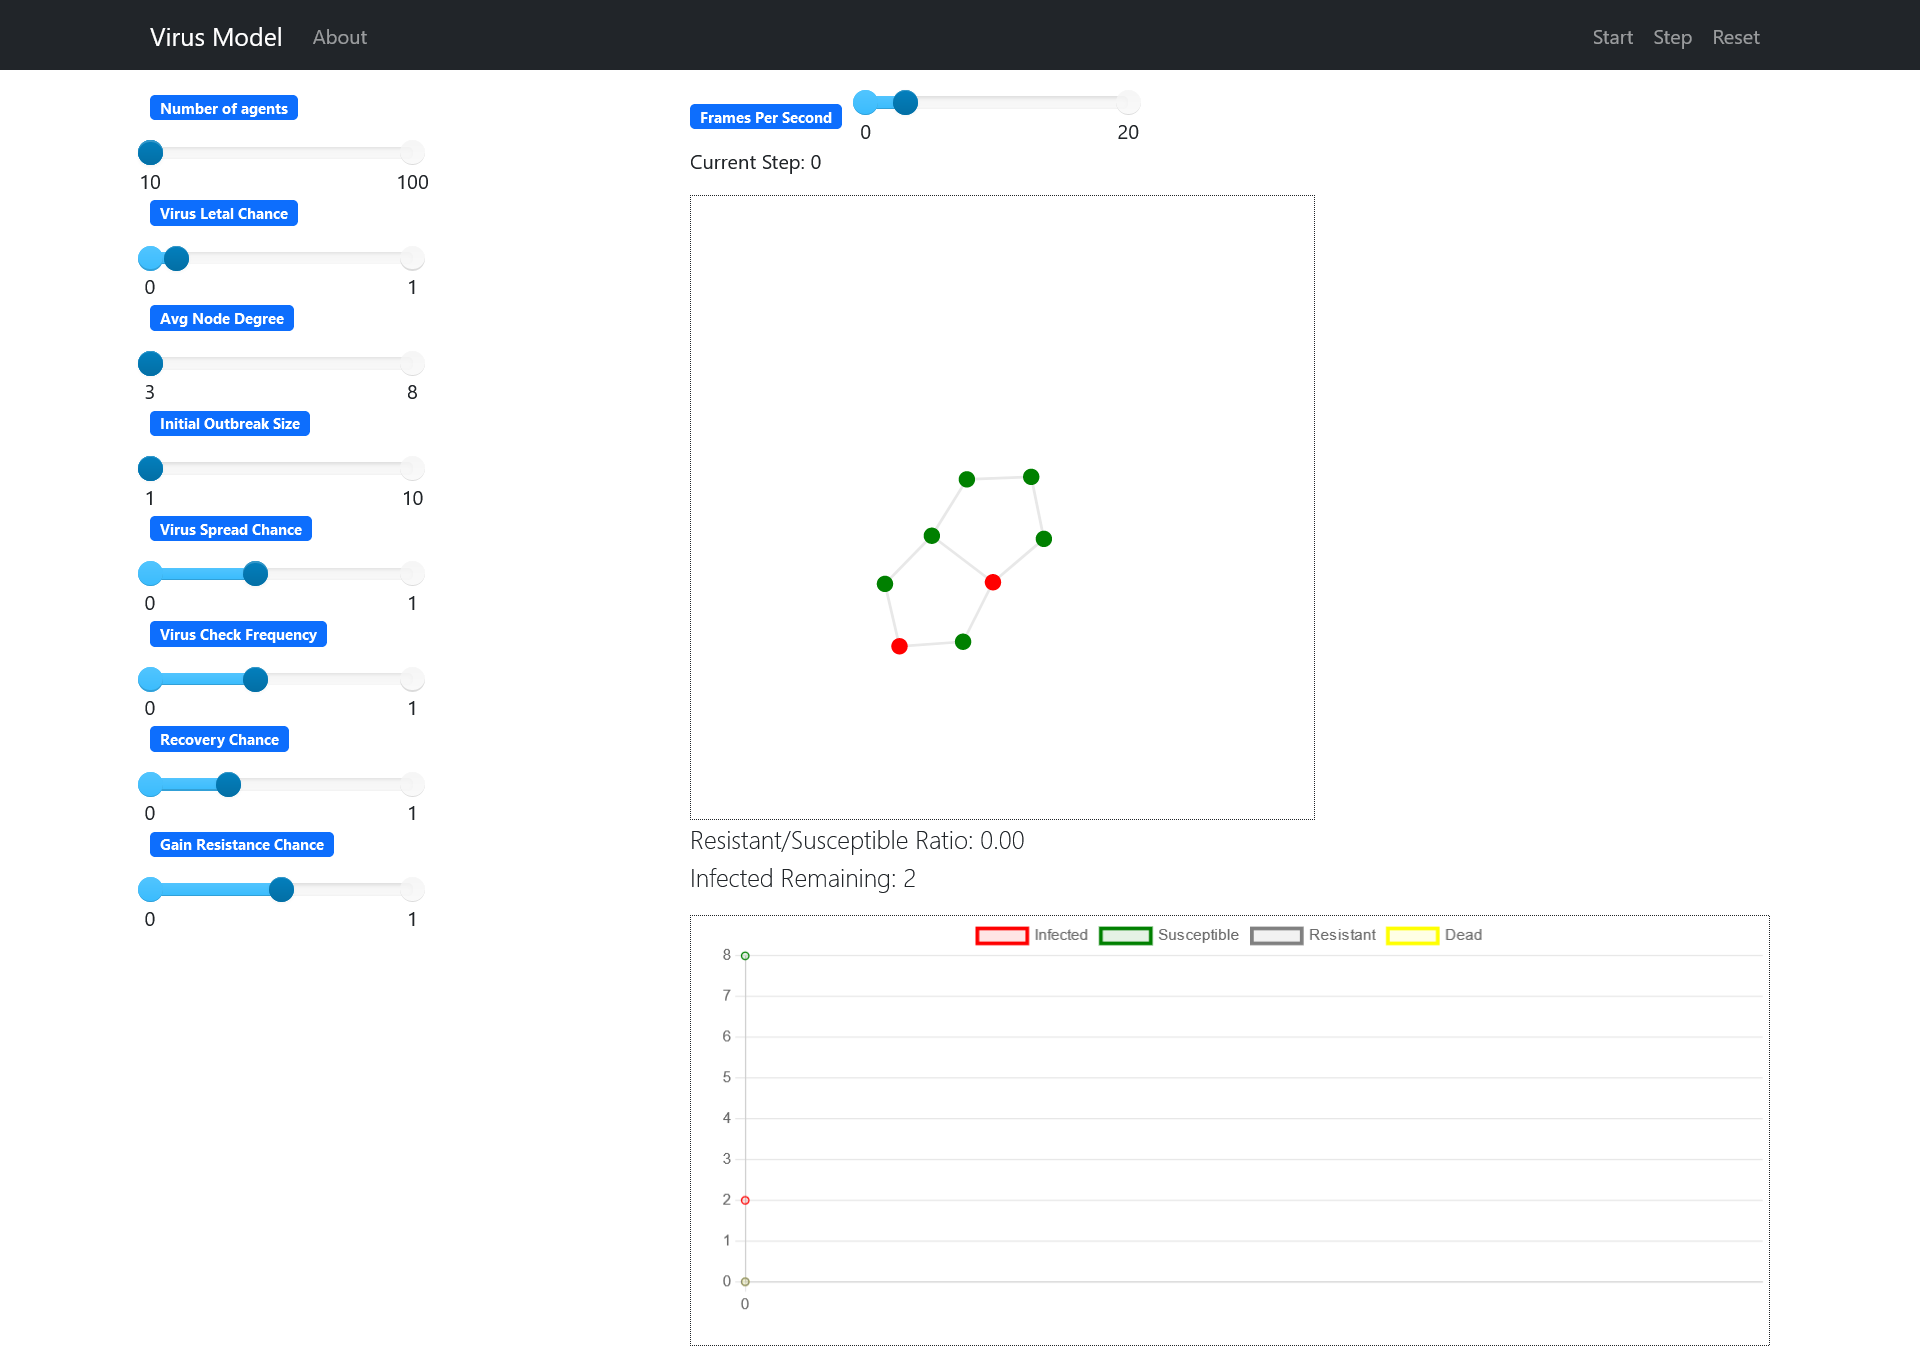 Virus Model About Start Step Reset
Number of agents
10 100
Virus Letal Chance
0 1
Avg Node Degree
3 8
Initial Outbreak Size
1 10
Virus Spread Chance
0 1
Virus Check Frequency
0 1
Recovery Chance
0 1
Gain Resistance Chance
0 1
Frames Per Second
0 20
Current Step: 0
Resistant/Susceptible Ratio: 0.00
Infected Remaining: 2
Infected Susceptible Resistant Dead
8
7
6
5
4
3
2
1
0
0